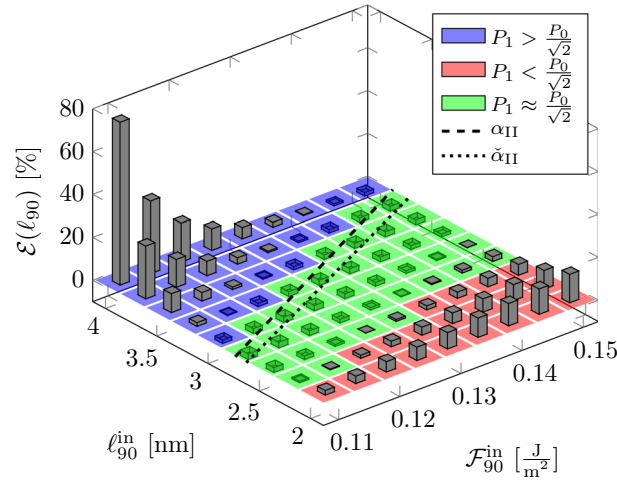 80
60
40
20
0
ℰ(ℓ₉₀) [%]
P₁ > P₀/√2
P₁ < P₀/√2
P₁ ≈ P₀/√2
α_II
α̌_II
4
3.5
3
2.5
2
ℓ₉₀^in [nm]
0.11
0.12
0.13
0.14
0.15
ℱ₉₀^in [J/m²]